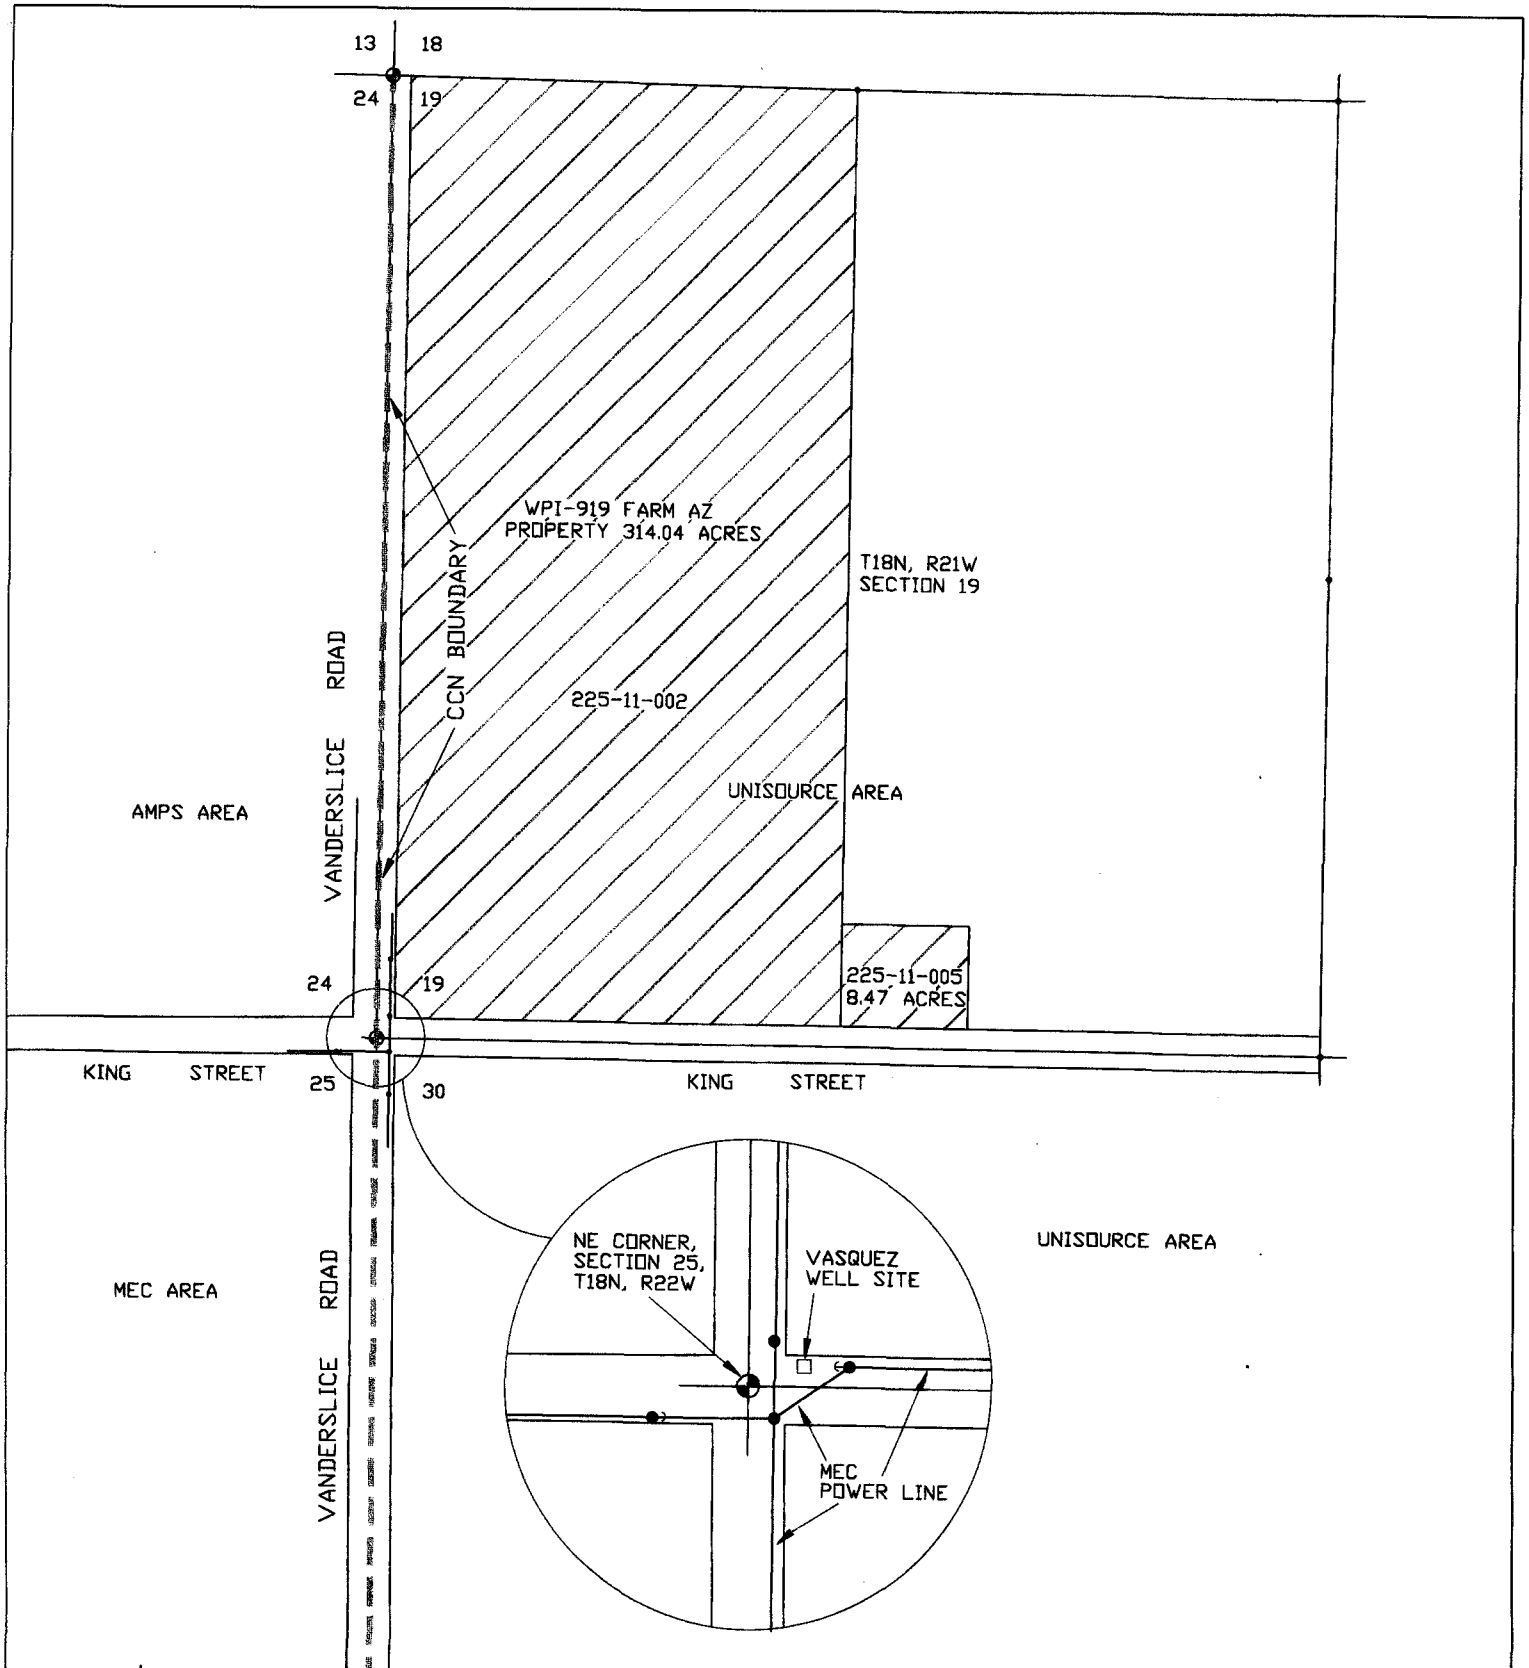 13 18
24 19
WPI-919 FARM AZ
PROPERTY 314.04 ACRES
T18N, R21W
SECTION 19
CCN BOUNDARY
VANDERSLICE ROAD
225-11-002
UNISOURCE AREA
AMPS AREA
24 19
225-11-005
8.47 ACRES
KING STREET
25 30
KING STREET
NE CORNER,
SECTION 25,
T18N, R22W
VASQUEZ
WELL SITE
UNISOURCE AREA
MEC AREA
VANDERSLICE ROAD
MEC
POWER LINE